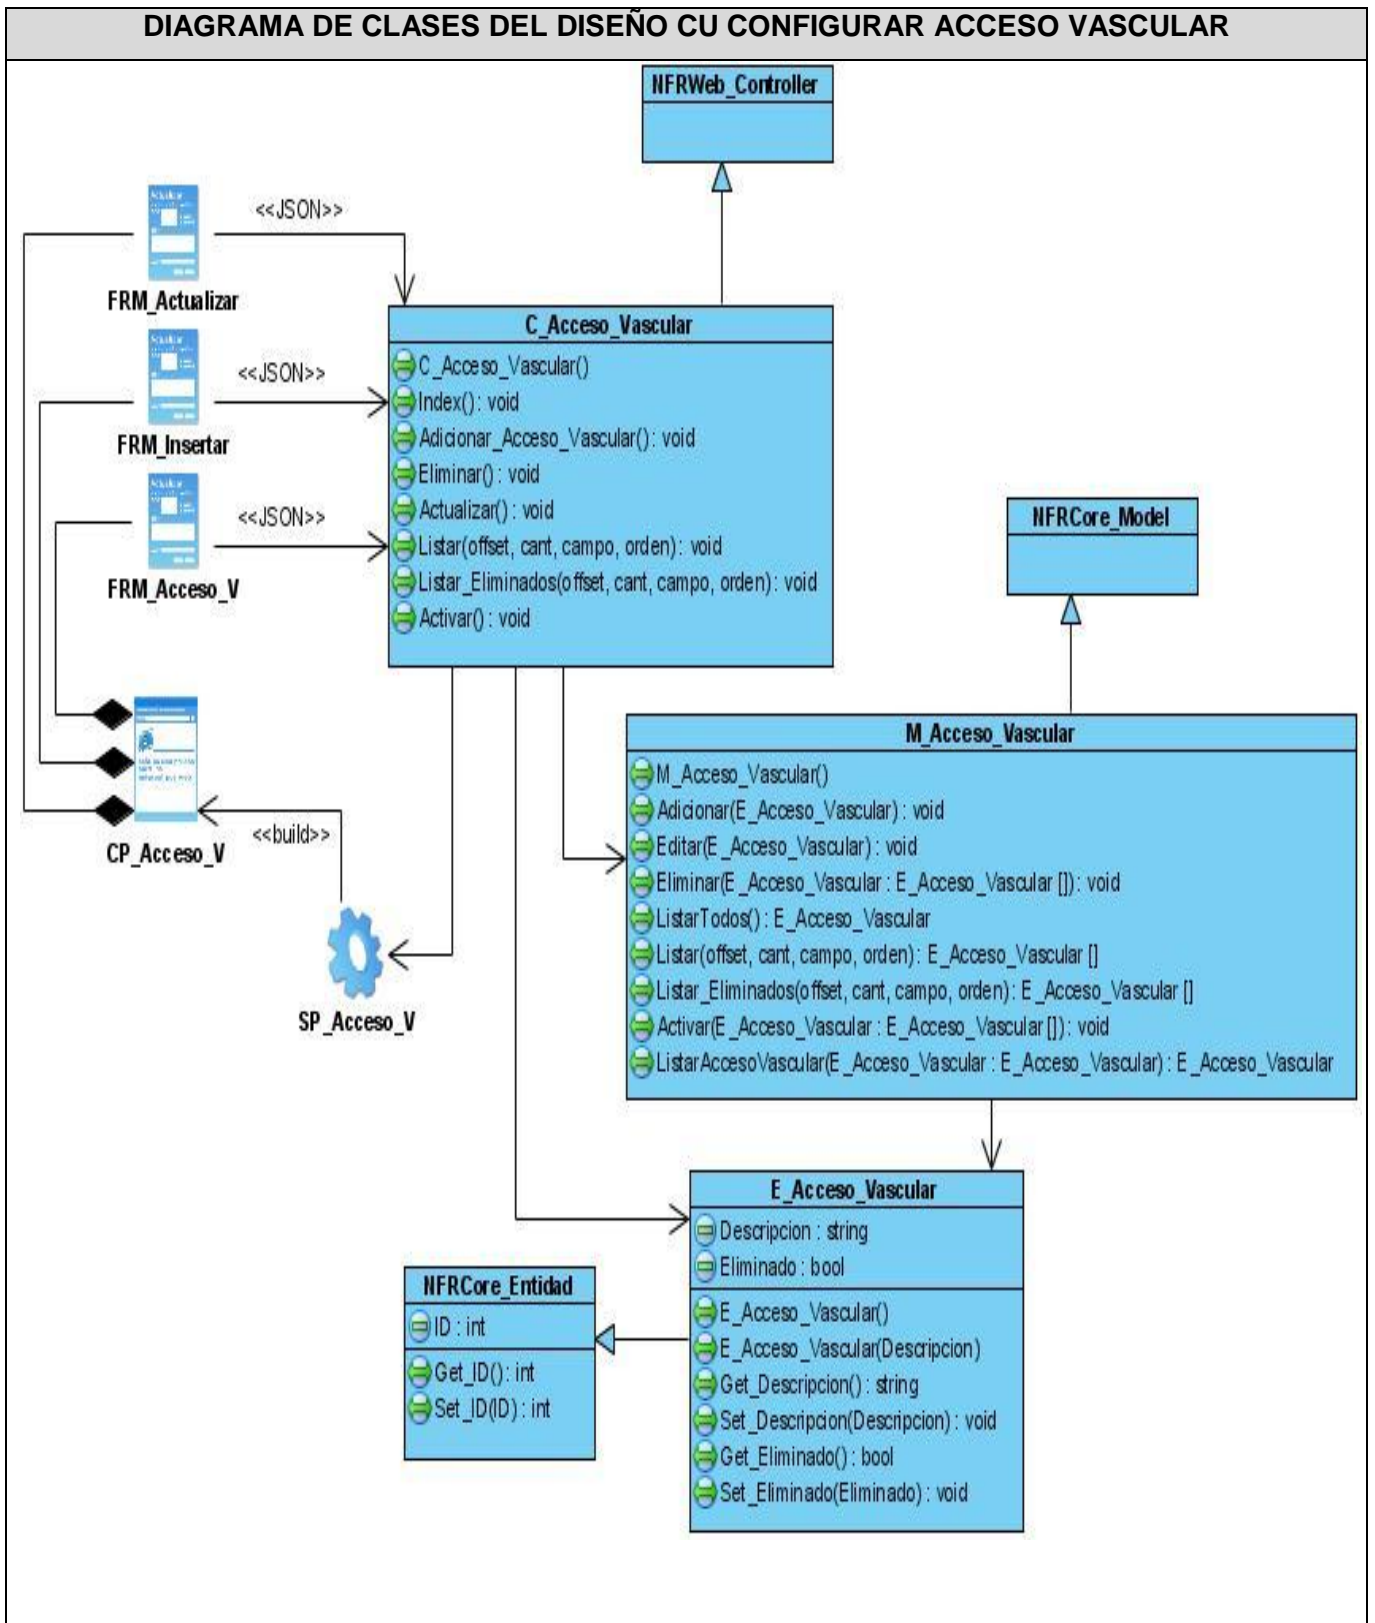 DIAGRAMA DE CLASES DEL DISEÑO CU CONFIGURAR ACCESO VASCULAR
NFRWeb_Controller
<<JSON>>
FRM_Actualizar
<<JSON>>
FRM_Insertar
<<JSON>>
FRM_Acceso_V
C_Acceso_Vascular
C_Acceso_Vascular()
Index() : void
Adicionar_Acceso_Vascular() : void
Eliminar() : void
Actualizar() : void
Listar(offset, cant, campo, orden) : void
Listar_Eliminados(offset, cant, campo, orden) : void
Activar() : void
NFRCore_Model
CP_Acceso_V
<<build>>
SP_Acceso_V
M_Acceso_Vascular
M_Acceso_Vascular()
Adicionar(E_Acceso_Vascular) : void
Editar(E_Acceso_Vascular) : void
Eliminar(E_Acceso_Vascular : E_Acceso_Vascular []) : void
ListarTodos() : E_Acceso_Vascular
Listar(offset, cant, campo, orden) : E_Acceso_Vascular []
Listar_Eliminados(offset, cant, campo, orden) : E_Acceso_Vascular []
Activar(E_Acceso_Vascular : E_Acceso_Vascular []) : void
ListarAccesoVascular(E_Acceso_Vascular : E_Acceso_Vascular) : E_Acceso_Vascular
E_Acceso_Vascular
Descripcion : string
Eliminado : bool
E_Acceso_Vascular()
E_Acceso_Vascular(Descripcion)
Get_Descripcion() : string
Set_Descripcion(Descripcion) : void
Get_Eliminado() : bool
Set_Eliminado(Eliminado) : void
NFRCore_Entidad
ID : int
Get_ID() : int
Set_ID(ID) : int